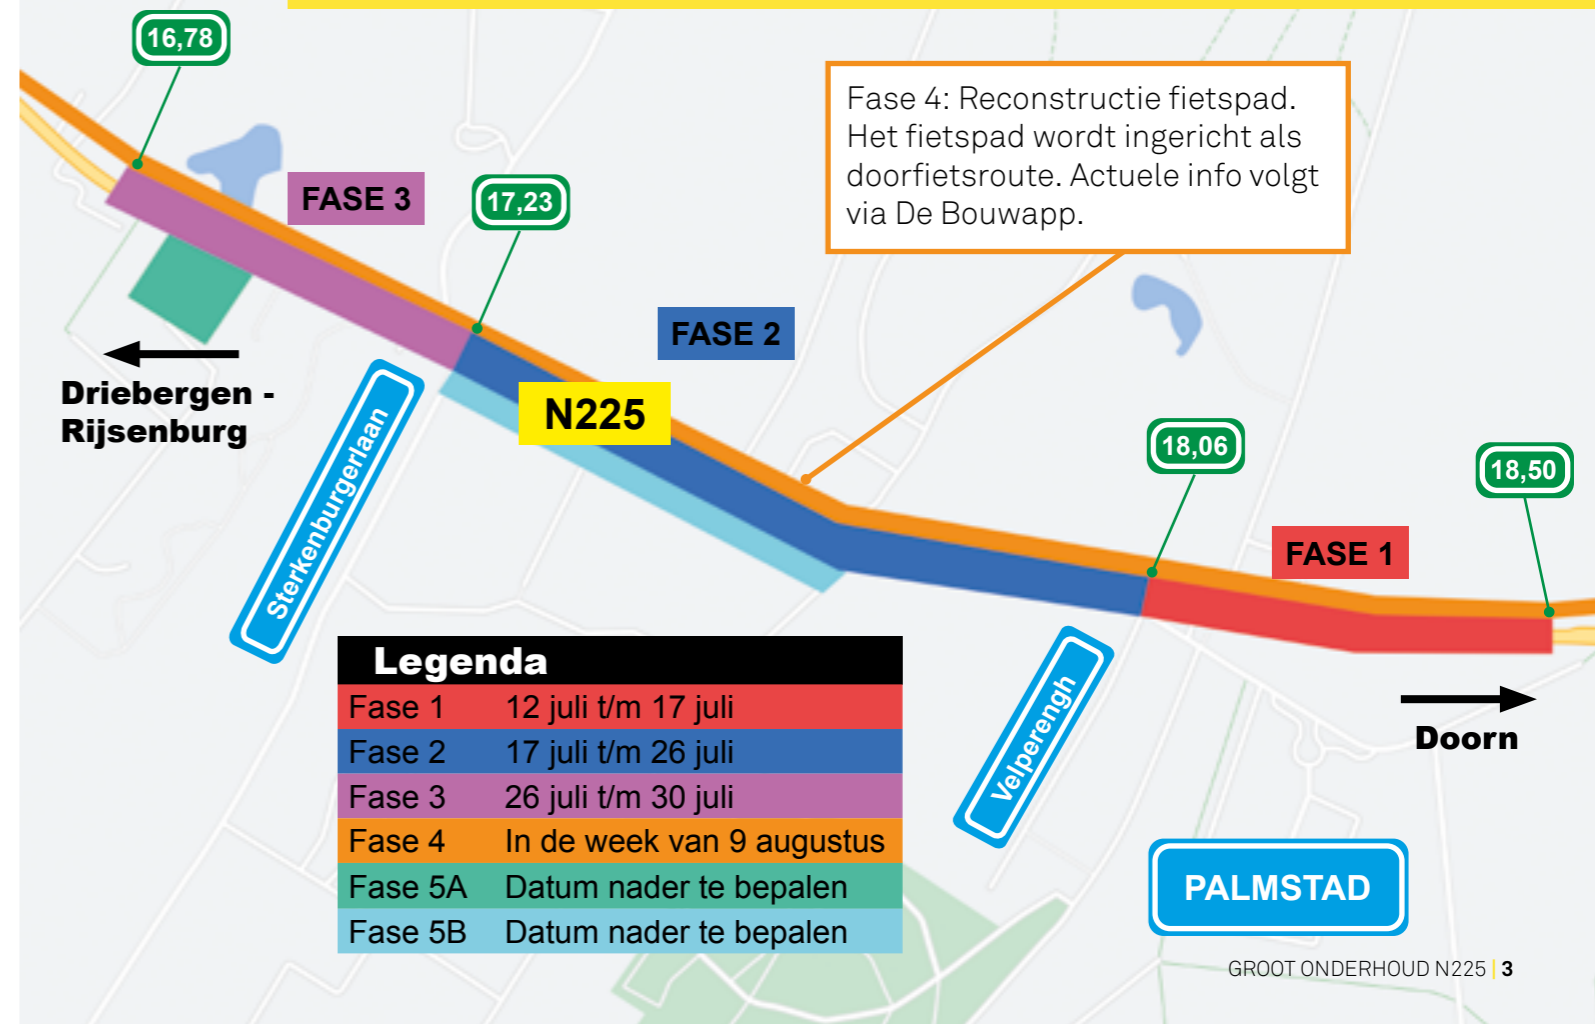 16,78
Fase 4: Reconstructie fietspad.
Het fietspad wordt ingericht als
doorfietsroute. Actuele info volgt
via De Bouwapp.
FASE 3
17,23
FASE 2
Driebergen -
Rijsenburg
N225
Sterkenburgerlaan
18,06
18,50
FASE 1
Velperengh
Doorn
Legenda
Fase 1 12 juli t/m 17 juli
Fase 2 17 juli t/m 26 juli
Fase 3 26 juli t/m 30 juli
Fase 4 In de week van 9 augustus
Fase 5A Datum nader te bepalen
Fase 5B Datum nader te bepalen
PALMSTAD
GROOT ONDERHOUD N225 | 3